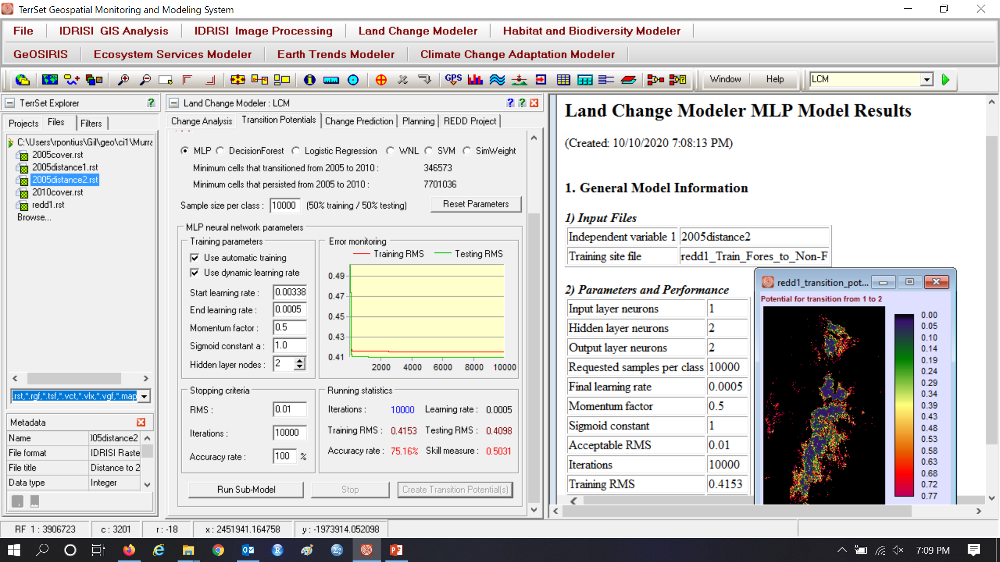 TerrSet Geospatial Monitoring and Modeling System
File IDRISI GIS Analysis IDRISI Image Processing Land Change Modeler Habitat and Biodiversity Modeler
GeOSIRIS Ecosystem Services Modeler Earth Trends Modeler Climate Change Adaptation Modeler
GPS Window Help LCM
TerrSet Explorer ?
Projects Files Filters
C:\Users\rpontius\Gil\geo\ci1\Murra
2005cover.rst
2005distance1.rst
2005distance2.rst
2010cover.rst
redd1.rst
Browse...
.rst,*.rgf,*.tsf,*.vct,*.vlx,*.vgf,*.map
Metadata
Name 005distance2
File format IDRISI Raste
File title Distance to 2
Data type Integer
Land Change Modeler : LCM ? ?
Change Analysis Transition Potentials Change Prediction Planning REDD Project
MLP DecisionForest Logistic Regression WNL SVM SimWeight
Minimum cells that transitioned from 2005 to 2010 : 346573
Minimum cells that persisted from 2005 to 2010 : 7701036
Sample size per class : 10000 (50% training / 50% testing) Reset Parameters
MLP neural network parameters
Training parameters
Use automatic training
Use dynamic learning rate
Start learning rate : 0.00338
End learning rate : 0.0005
Momentum factor : 0.5
Sigmoid constant a : 1.0
Hidden layer nodes : 2
Error monitoring
Training RMS Testing RMS
0.49
0.47
0.45
0.43
0.41
2000 4000 6000 8000 10000
Stopping criteria
RMS : 0.01
Iterations : 10000
Accuracy rate : 100 %
Running statistics
Iterations : 10000 Learning rate : 0.0005
Training RMS : 0.4153 Testing RMS : 0.4098
Accuracy rate : 75.16% Skill measure : 0.5031
Run Sub-Model Stop Create Transition Potential(s)
Land Change Modeler MLP Model Results
(Created: 10/10/2020 7:08:13 PM)
1. General Model Information
1) Input Files
Independent variable 1 2005distance2
Training site file redd1_Train_Fores_to_Non-F
2) Parameters and Performance
Input layer neurons 1
Hidden layer neurons 2
Output layer neurons 2
Requested samples per class 10000
Final learning rate 0.0005
Momentum factor 0.5
Sigmoid constant 1
Acceptable RMS 0.01
Iterations 10000
Training RMS 0.4153
redd1_transition_pot...
Potential for transition from 1 to 2
0.00
0.05
0.10
0.14
0.19
0.24
0.29
0.34
0.39
0.43
0.48
0.53
0.58
0.63
0.68
0.72
0.77
RF 1 : 3906723 c : 3201 r : -18 x : 2451941.164758 y : -1973914.052098
7:09 PM